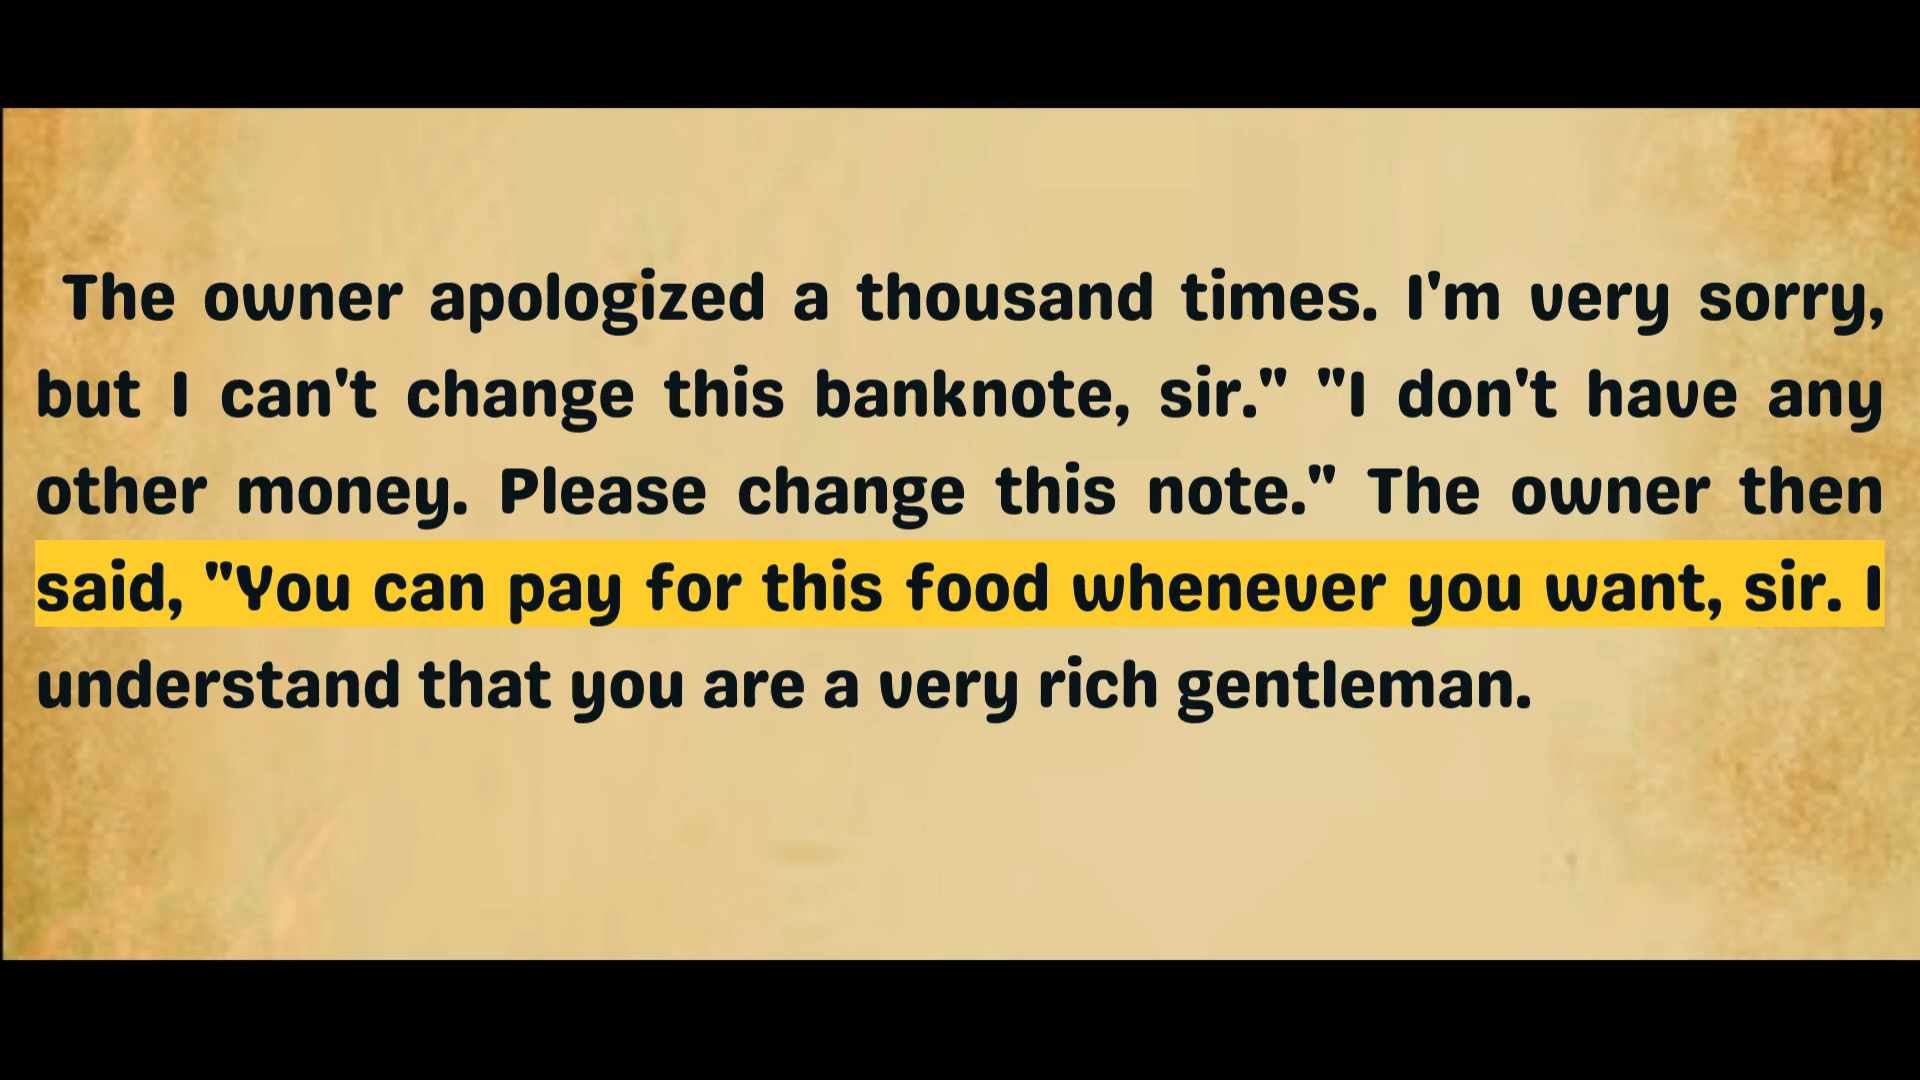 The owner apologized a thousand times. I'm very sorry,
but I can't change this banknote, sir." "I don't have any
other money. Please change this note." The owner then
said, "You can pay for this food whenever you want, sir. I
understand that you are a very rich gentleman.